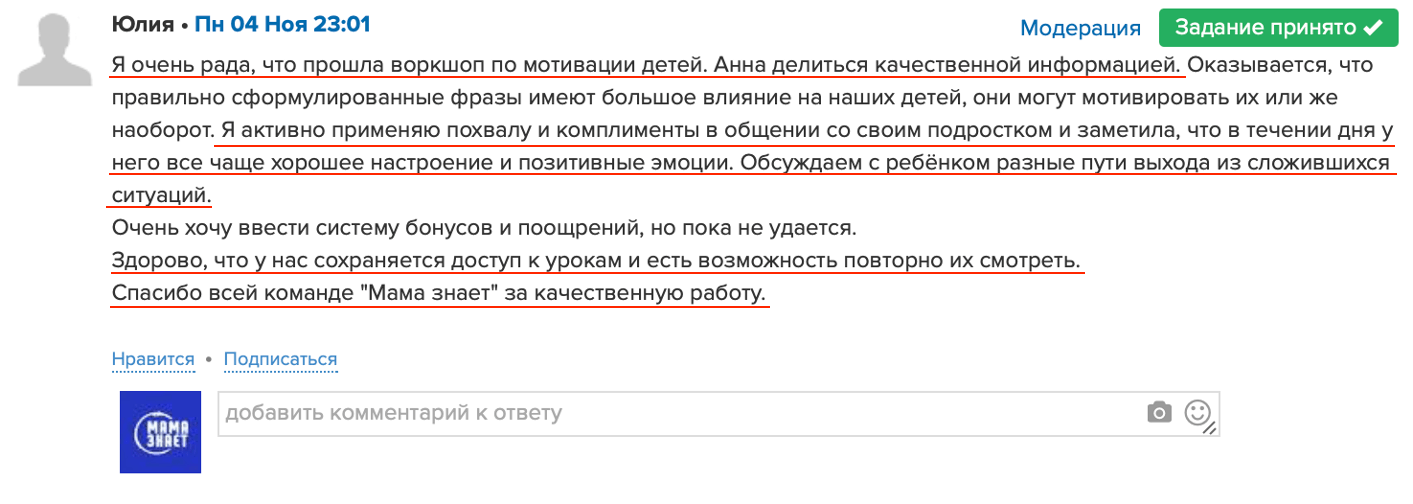 Юлия • Пн 04 Ноя 23:01
Модерация
Задание принято ✔
Я очень рада, что прошла воркшоп по мотивации детей. Анна делиться качественной информацией. Оказывается, что
правильно сформулированные фразы имеют большое влияние на наших детей, они могут мотивировать их или же
наоборот. Я активно применяю похвалу и комплименты в общении со своим подростком и заметила, что в течении дня у
него все чаще хорошее настроение и позитивные эмоции. Обсуждаем с ребёнком разные пути выхода из сложившихся
ситуаций.
Очень хочу ввести систему бонусов и поощрений, но пока не удается.
Здорово, что у нас сохраняется доступ к урокам и есть возможность повторно их смотреть.
Спасибо всей команде "Мама знает" за качественную работу.
Нравится • Подписаться
МАМА
ЗНАЕТ
добавить комментарий к ответу